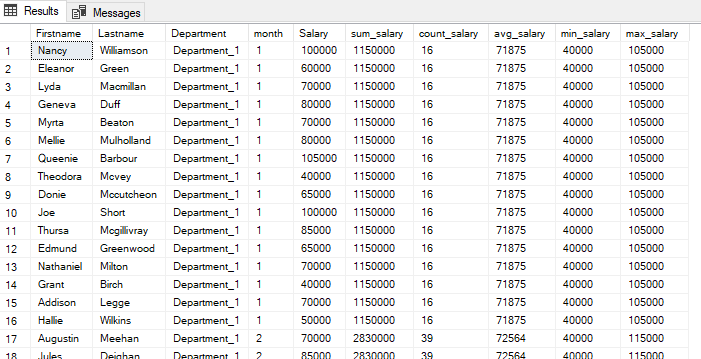 Results Messages
Firstname Lastname Department month Salary sum_salary count_salary avg_salary min_salary max_salary
1 Nancy Williamson Department_1 1 100000 1150000 16 71875 40000 105000
2 Eleanor Green Department_1 1 60000 1150000 16 71875 40000 105000
3 Lyda Macmillan Department_1 1 70000 1150000 16 71875 40000 105000
4 Geneva Duff Department_1 1 80000 1150000 16 71875 40000 105000
5 Myrta Beaton Department_1 1 70000 1150000 16 71875 40000 105000
6 Mellie Mulholland Department_1 1 80000 1150000 16 71875 40000 105000
7 Queenie Barbour Department_1 1 105000 1150000 16 71875 40000 105000
8 Theodora Mcvey Department_1 1 40000 1150000 16 71875 40000 105000
9 Donie Mccutcheon Department_1 1 65000 1150000 16 71875 40000 105000
10 Joe Short Department_1 1 100000 1150000 16 71875 40000 105000
11 Thursa Mcgillivray Department_1 1 85000 1150000 16 71875 40000 105000
12 Edmund Greenwood Department_1 1 65000 1150000 16 71875 40000 105000
13 Nathaniel Milton Department_1 1 70000 1150000 16 71875 40000 105000
14 Grant Birch Department_1 1 40000 1150000 16 71875 40000 105000
15 Addison Legge Department_1 1 70000 1150000 16 71875 40000 105000
16 Hallie Wilkins Department_1 1 50000 1150000 16 71875 40000 105000
17 Augustin Meehan Department_1 2 70000 2830000 39 72564 40000 115000
18 Jules Deighan Department_1 2 85000 2830000 39 72564 40000 115000